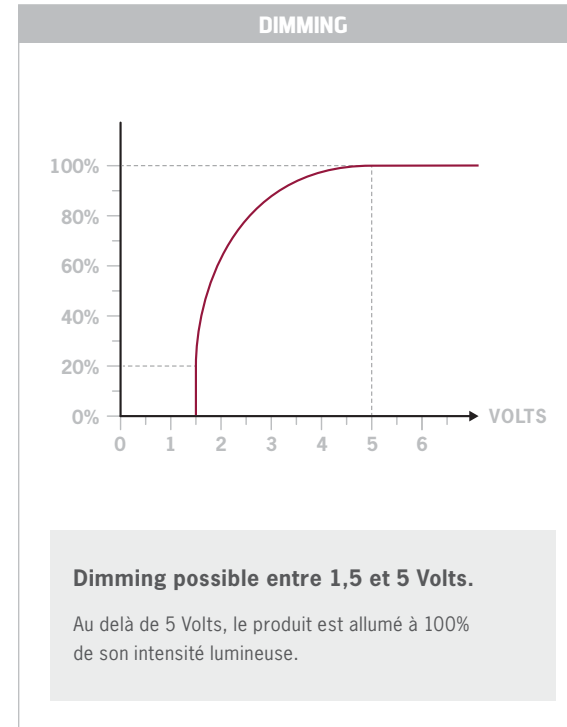 DIMMING
100%
80%
60%
40%
20%
0%
VOLTS
0 1 2 3 4 5 6
Dimming possible entre 1,5 et 5 Volts.
Au delà de 5 Volts, le produit est allumé à 100%
de son intensité lumineuse.